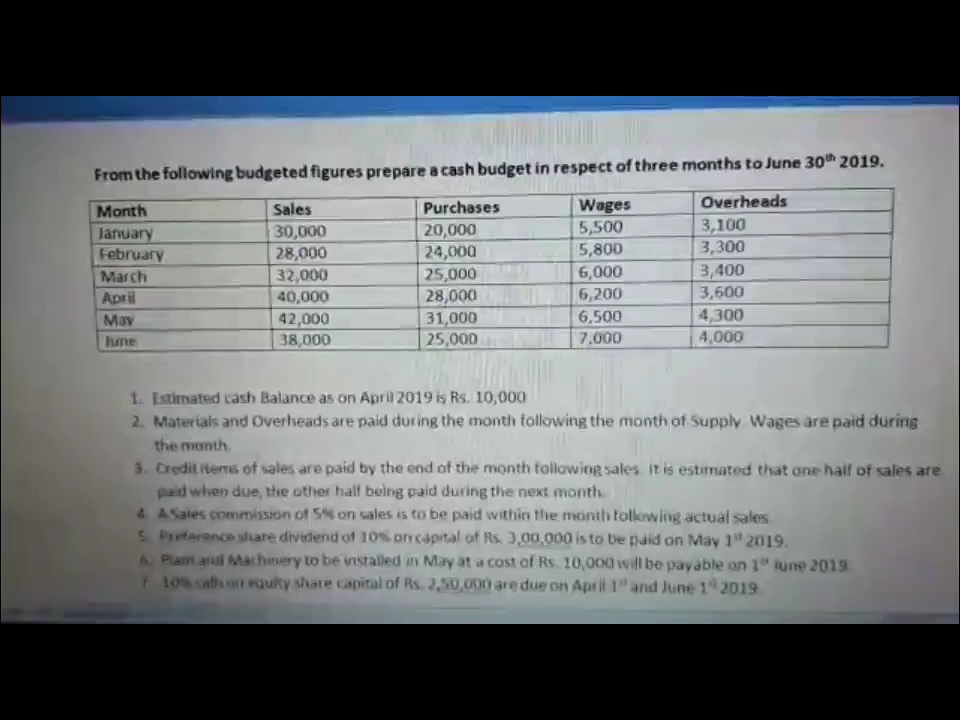 From the following budgeted figures prepare a cash budget in respect of three months to June 30th 2019.
Month Sales Purchases Wages Overheads
January 30,000 20,000 5,500 3,100
February 28,000 24,000 5,800 3,300
March 32,000 25,000 6,000 3,400
April 40,000 28,000 6,200 3,600
May 42,000 31,000 6,500 4,300
June 38,000 25,000 7,000 4,000
1. Estimated cash Balance as on April 2019 is Rs. 10,000
2. Materials and Overheads are paid during the month following the month of Supply. Wages are paid during
the month.
3. Credit items of sales are paid by the end of the month following sales. It is estimated that one half of sales are
paid when due, the other half being paid during the next month.
4. A Sales commission of 5% on sales is to be paid within the month following actual sales.
5. Preference share dividend of 10% on capital of Rs. 3,00,000 is to be paid on May 1st 2019.
6. Plant and Machinery to be installed in May at a cost of Rs. 10,000 will be payable on 1st June 2019.
7. 10% calls on equity share capital of Rs. 2,50,000 are due on April 1st and June 1st 2019.